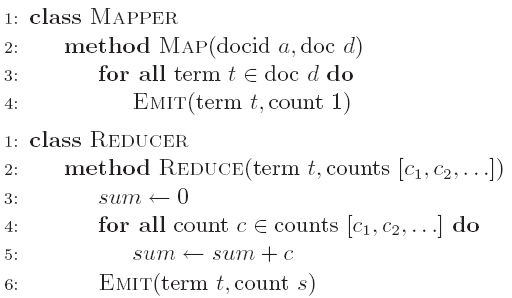 1: class Mapper
2: method Map(docid a, doc d)
3: for all term t ∈ doc d do
4: Emit(term t, count 1)
1: class Reducer
2: method Reduce(term t, counts [c₁, c₂, . . .])
3: sum ← 0
4: for all count c ∈ counts [c₁, c₂, . . .] do
5: sum ← sum + c
6: Emit(term t, count s)